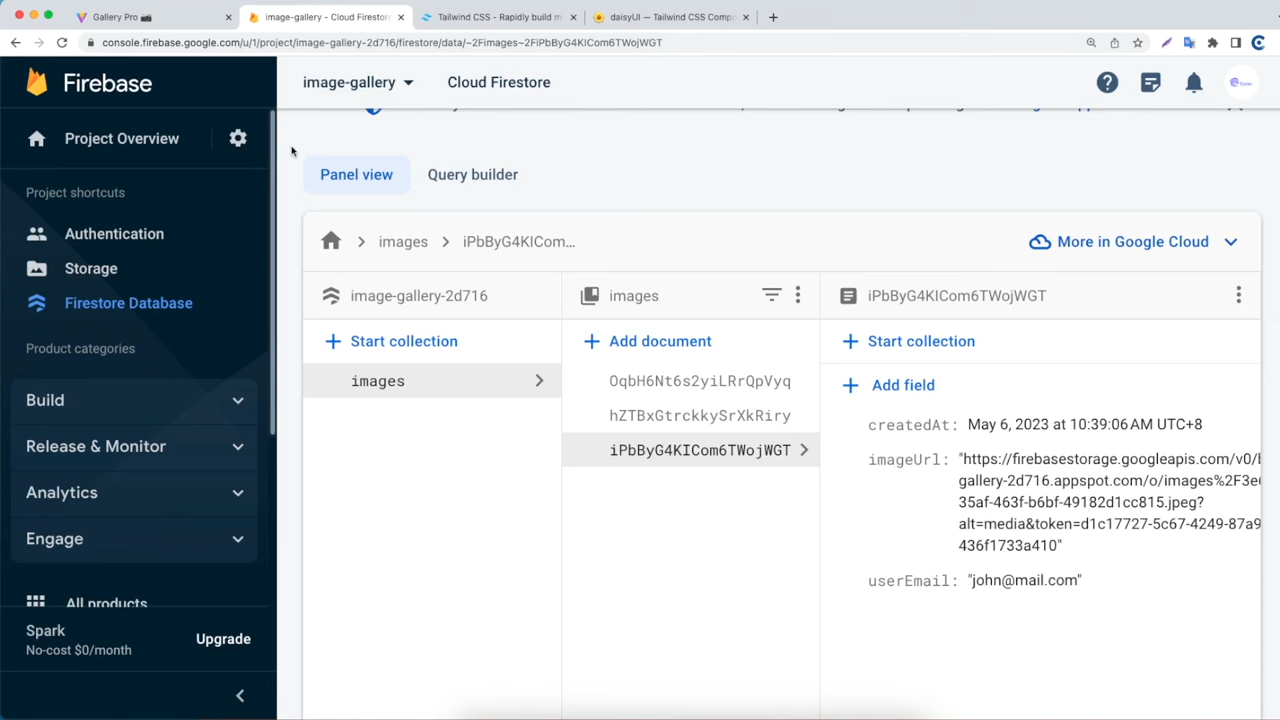 Gallery Pro 📷
image-gallery - Cloud Firestore
Tailwind CSS - Rapidly build m
daisyUI — Tailwind CSS Compo
console.firebase.google.com/u/1/project/image-gallery-2d716/firestore/data/~2Fimages~2FiPbByG4KICom6TWojWGT
Firebase
image-gallery
Cloud Firestore
Project Overview
Panel view
Query builder
Project shortcuts
Authentication
Storage
Firestore Database
Product categories
Build
Release & Monitor
Analytics
Engage
All products
Spark
No-cost $0/month
Upgrade
images
iPbByG4KICom...
More in Google Cloud
image-gallery-2d716
Start collection
images
images
Add document
OqbH6Nt6s2yiLRrQpVyq
hZTBxGtrckkySrXkRiry
iPbByG4KICom6TWojWGT
iPbByG4KICom6TWojWGT
Start collection
Add field
createdAt: May 6, 2023 at 10:39:06 AM UTC+8
imageUrl: "https://firebasestorage.googleapis.com/v0/
gallery-2d716.appspot.com/o/images%2F3e
35af-463f-b6bf-49182d1cc815.jpeg?
alt=media&token=d1c17727-5c67-4249-87a9
436f1733a410"
userEmail: "john@mail.com"